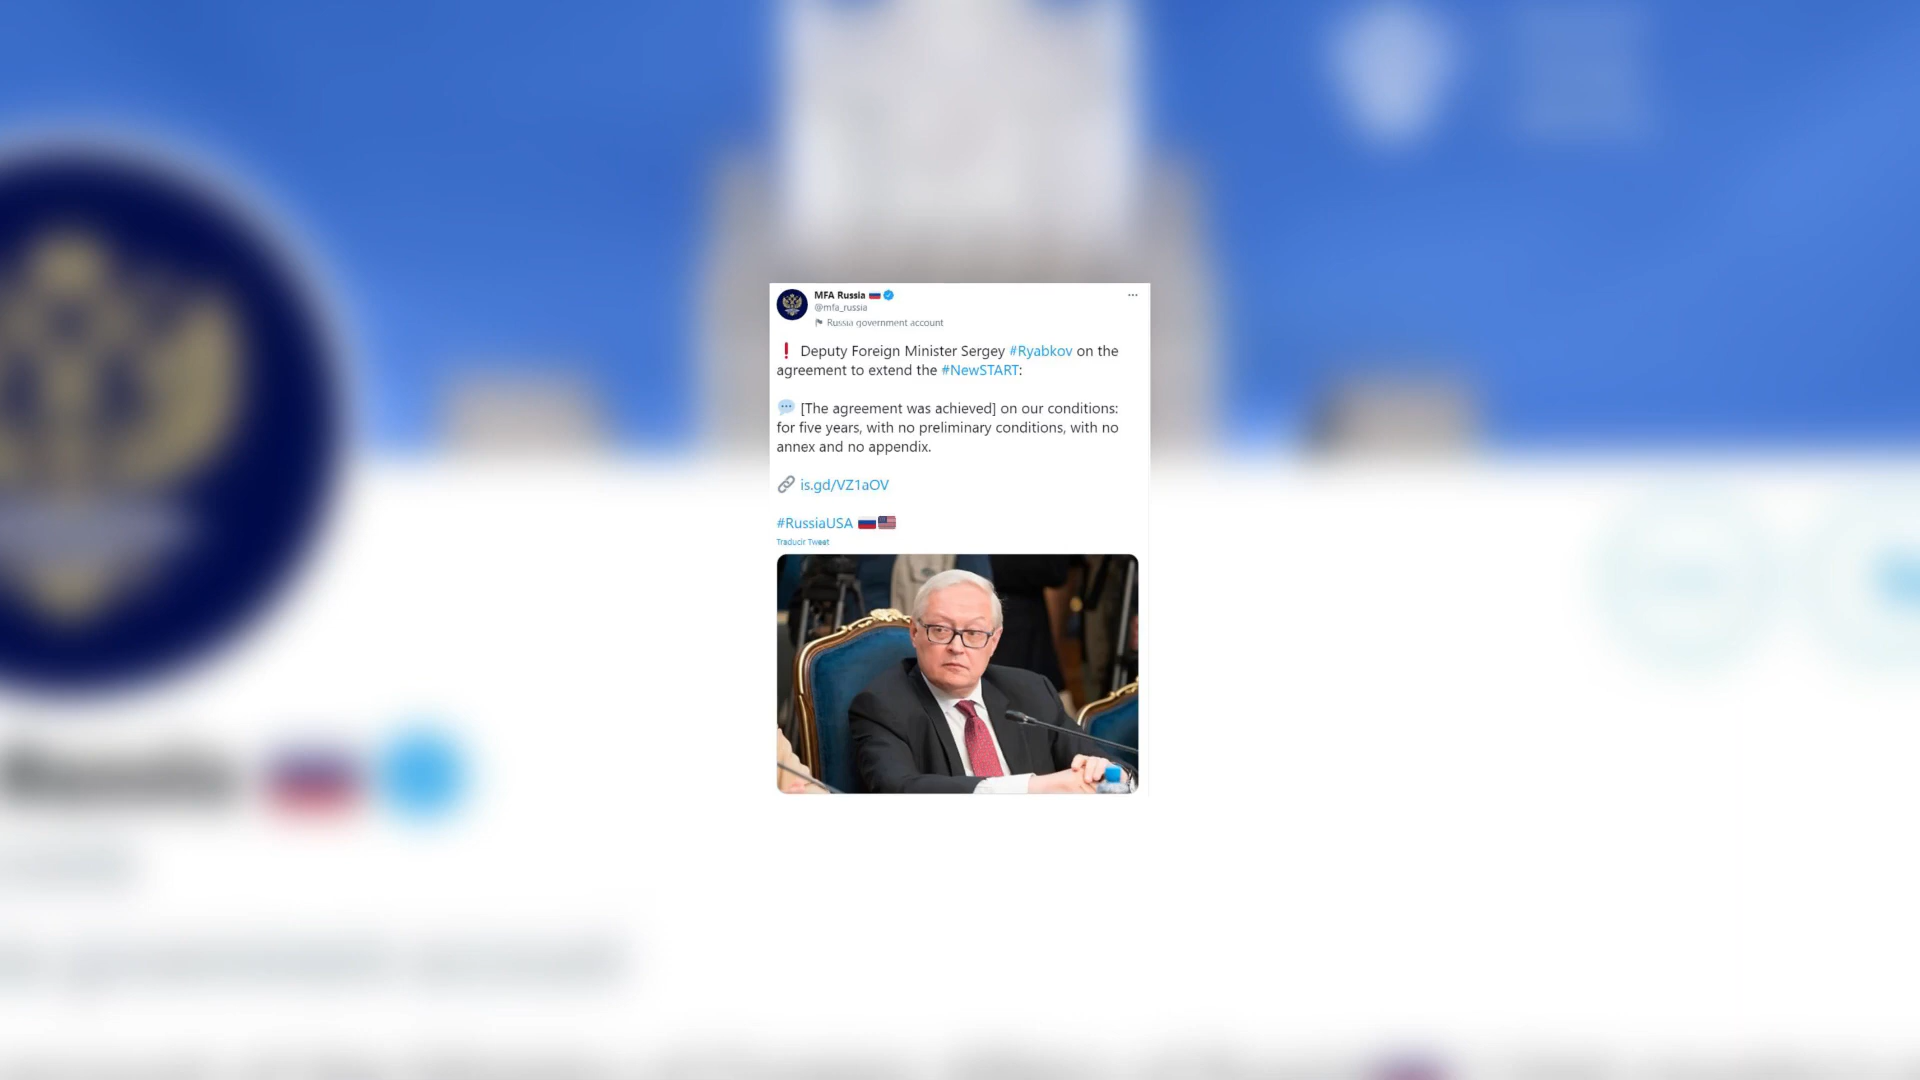 MFA Russia
@mfa_russia
Russia government account
Deputy Foreign Minister Sergey #Ryabkov on the
agreement to extend the #NewSTART:
[The agreement was achieved] on our conditions:
for five years, with no preliminary conditions, with no
annex and no appendix.
is.gd/VZ1aOV
#RussiaUSA
Traducir Tweet